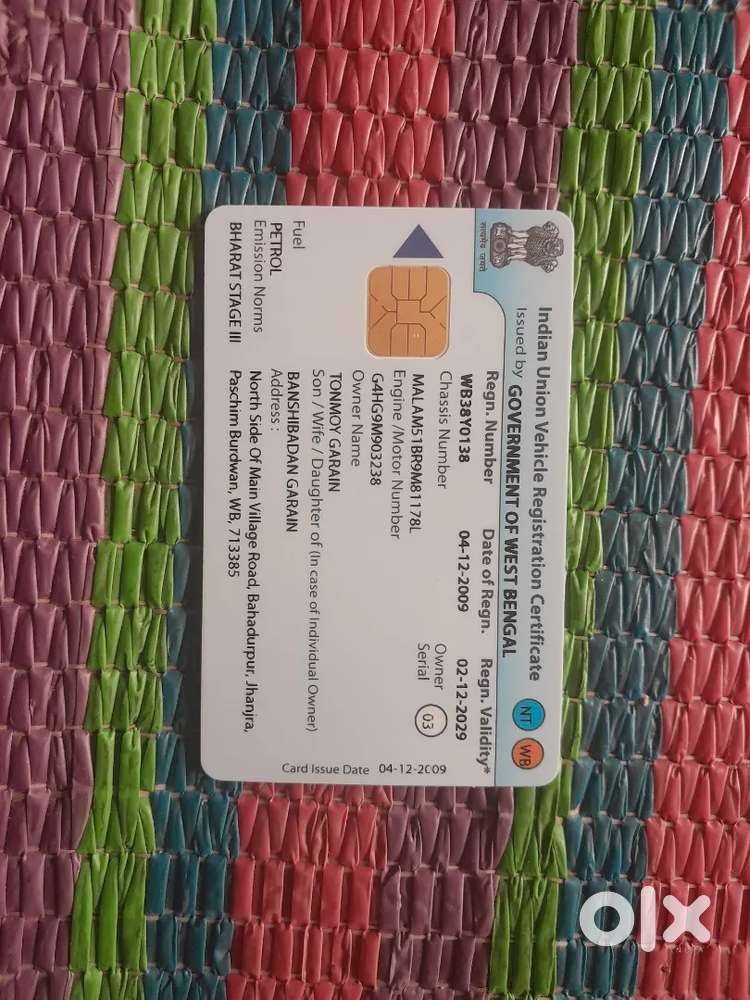 सत्यमेव जयते
Indian Union Vehicle Registration Certificate
Issued by GOVERNMENT OF WEST BENGAL
NT WB
Regn. Number Date of Regn. Regn. Validity*
WB38Y0138 04-12-2009 02-12-2029
Chassis Number
MALAM51BR9M81178L
Engine /Motor Number
G4HG9M903238
Owner Serial 03
Owner Name
TONMOY GARAIN
Son / Wife / Daughter of (In case of Individual Owner)
BANSHIBADAN GARAIN
Fuel
PETROL
Emission Norms
BHARAT STAGE III
Address :
North Side Of Main Village Road, Bahadurpur, Jhanjra,
Paschim Burdwan, WB, 713385
Card Issue Date 04-12-2009
olx